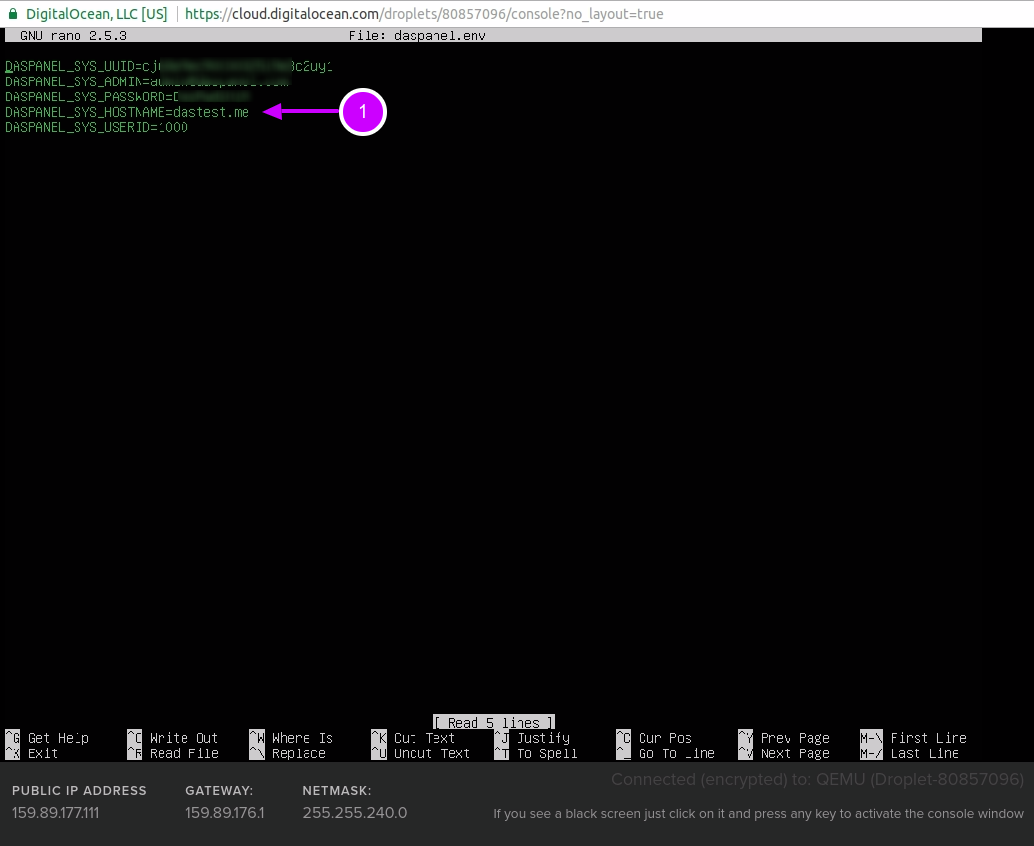 DigitalOcean, LLC [US] https://cloud.digitalocean.com/droplets/80857096/console?no_layout=true
GNU nano 2.5.3 File: daspanel.env
DASPANEL_SYS_UUID=cj c2uyi
DASPANEL_SYS_ADMIN=
DASPANEL_SYS_PASSWORD=D
DASPANEL_SYS_HOSTNAME=dastest.me
1
DASPANEL_SYS_USERID=1000
[ Read 5 lines ]
^G Get Help ^O Write Out ^W Where Is ^K Cut Text ^J Justify ^C Cur Pos ^Y Prev Page M-\ First Line
^X Exit ^R Read File ^\ Replace ^U Uncut Text ^T To Spell ^_ Go To Line ^V Next Page M-/ Last Line
Connected (encrypted) to: QEMU (Droplet-80857096)
PUBLIC IP ADDRESS GATEWAY: NETMASK:
159.89.177.111 159.89.176.1 255.255.240.0
If you see a black screen just click on it and press any key to activate the console window